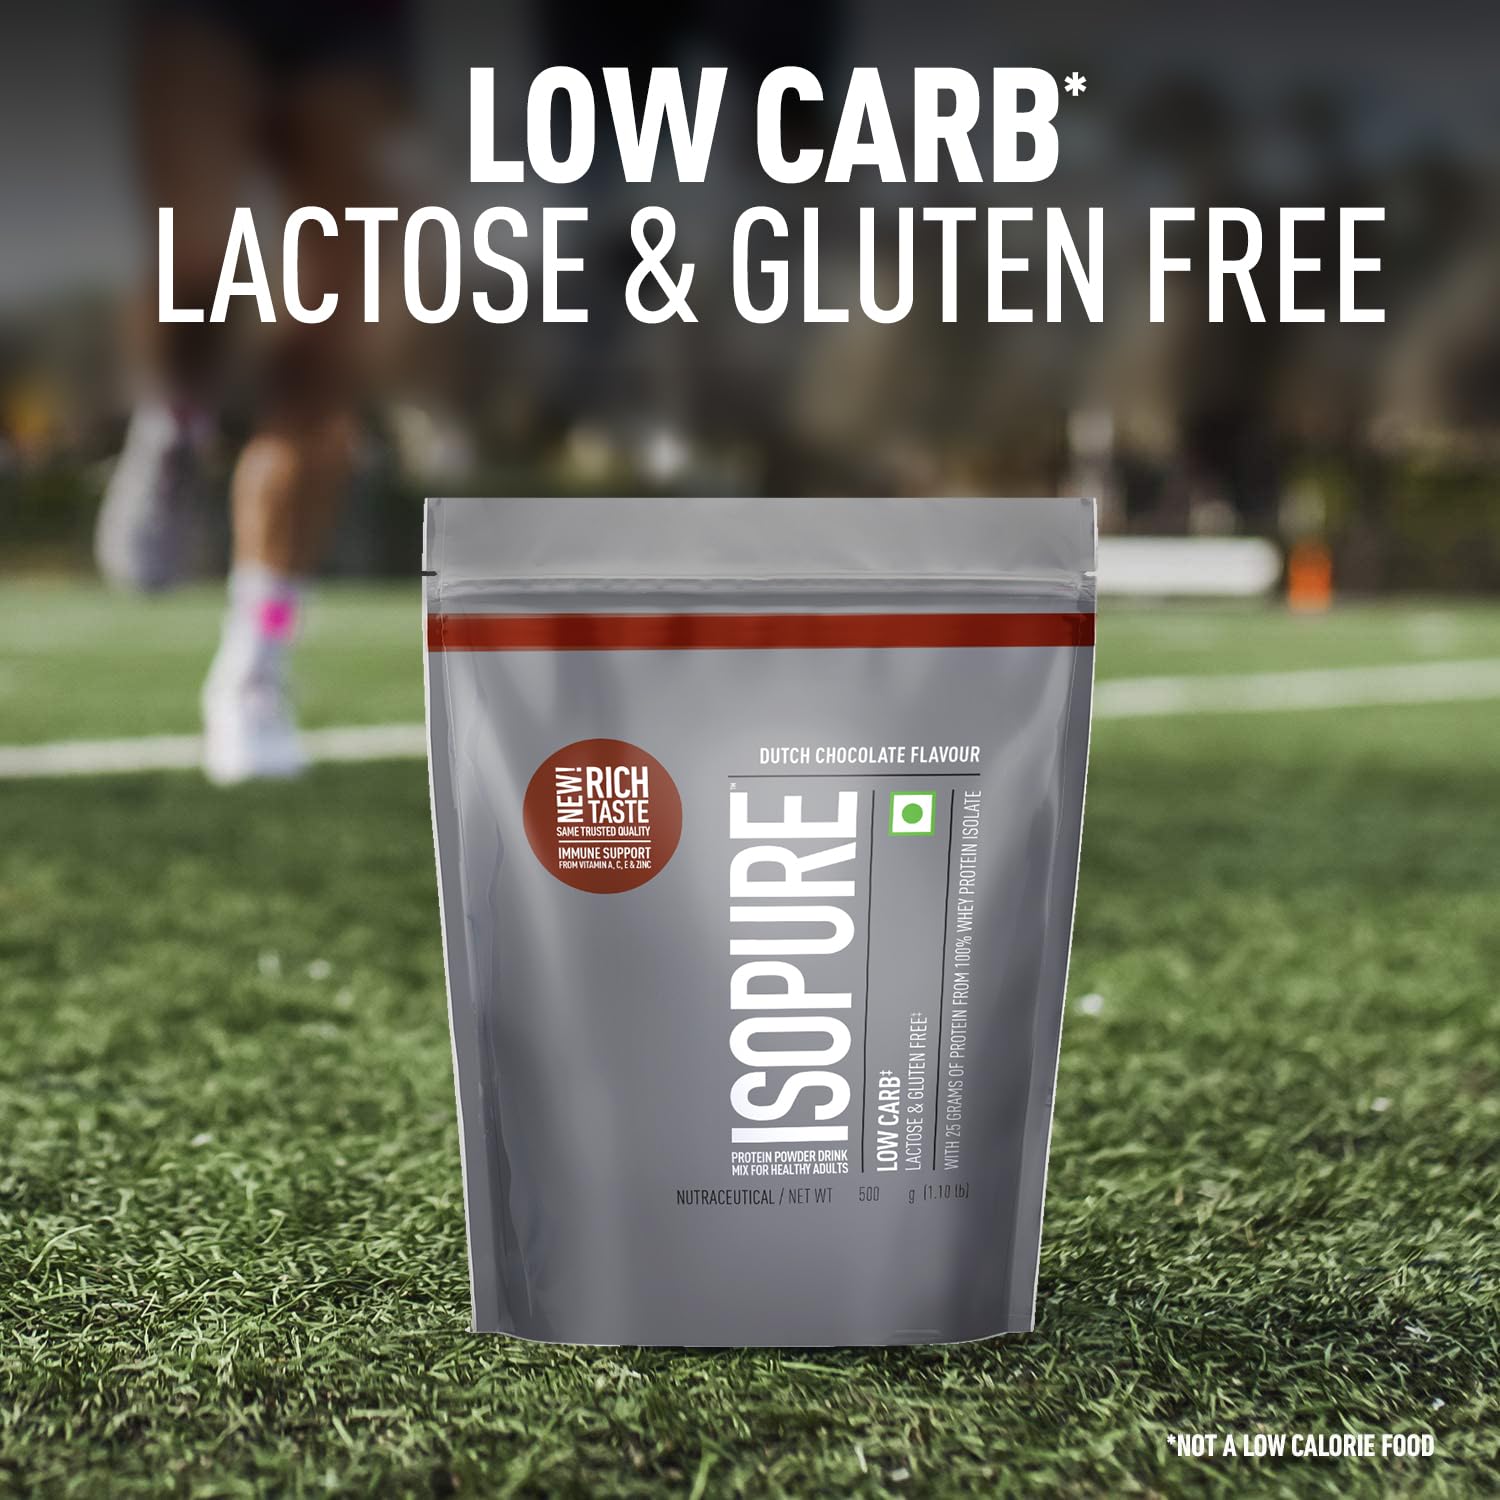 LOW CARB*
LACTOSE & GLUTEN FREE
NEW! RICH
TASTE
SAME TRUSTED QUALITY
IMMUNE SUPPORT
FROM VITAMIN A, C, E & ZINC
DUTCH CHOCOLATE FLAVOUR
ISOPURE™
PROTEIN POWDER DRINK
MIX FOR HEALTHY ADULTS
LOW CARB‡
LACTOSE & GLUTEN FREE‡
WITH 25 GRAMS OF PROTEIN FROM 100% WHEY PROTEIN ISOLATE
NUTRACEUTICAL / NET WT 500 g (1.10 lb)
*NOT A LOW CALORIE FOOD